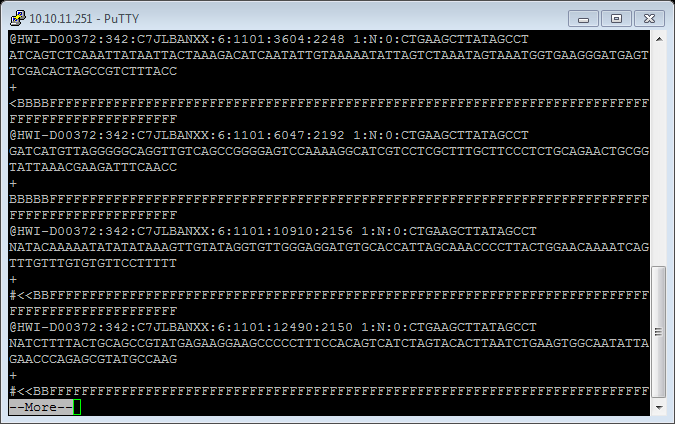 10.10.11.251 - PuTTY
@HWI-D00372:342:C7JLBANXX:6:1101:3604:2248 1:N:0:CTGAAGCTTATAGCCT
ATCAGTCTCAAATTATAATTACTAAAGACATCAATATTGTAAAAATATTAGTCTAAATAGTAAATGGTGAAGGGATGAGT
TCGACACTAGCCGTCTTTACC
+
<BBBBFFFFFFFFFFFFFFFFFFFFFFFFFFFFFFFFFFFFFFFFFFFFFFFFFFFFFFFFFFFFFFFFFFFFFFFFFFF
FFFFFFFFFFFFFFFFFFFFF
@HWI-D00372:342:C7JLBANXX:6:1101:6047:2192 1:N:0:CTGAAGCTTATAGCCT
GATCATGTTAGGGGGCAGGTTGTCAGCCGGGGAGTCCAAAAGGCATCGTCCTCGCTTTGCTTCCCTCTGCAGAACTGCGG
TATTAAACGAAGATTTCAACC
+
BBBBBFFFFFFFFFFFFFFFFFFFFFFFFFFFFFFFFFFFFFFFFFFFFFFFFFFFFFFFFFFFFFFFFFFFFFFFFFFF
FFFFFFFFFFFFFFFFFFFFF
@HWI-D00372:342:C7JLBANXX:6:1101:10910:2156 1:N:0:CTGAAGCTTATAGCCT
NATACAAAAATATATATAAAGTTGTATAGGTGTTGGGAGGATGTGCACCATTAGCAAACCCCTTACTGGAACAAAATCAG
TTTGTTTGTGTGTTCCTTTTT
+
#<<BBFFFFFFFFFFFFFFFFFFFFFFFFFFFFFFFFFFFFFFFFFFFFFFFFFFFFFFFFFFFFFFFFFFFFFFFFFFF
FFFFFFFFFFFFFFFFFFFFF
@HWI-D00372:342:C7JLBANXX:6:1101:12490:2150 1:N:0:CTGAAGCTTATAGCCT
NATCTTTTACTGCAGCCGTATGAGAAGGAAGCCCCCTTTCCACAGTCATCTAGTACACTTAATCTGAAGTGGCAATATTA
GAACCCAGAGCGTATGCCAAG
+
#<<BBFFFFFFFFFFFFFFFFFFFFFFFFFFFFFFFFFFFFFFFFFFFFFFFFFFFFFFFFFFFFFFFFFFFFFFFFFFF
--More--